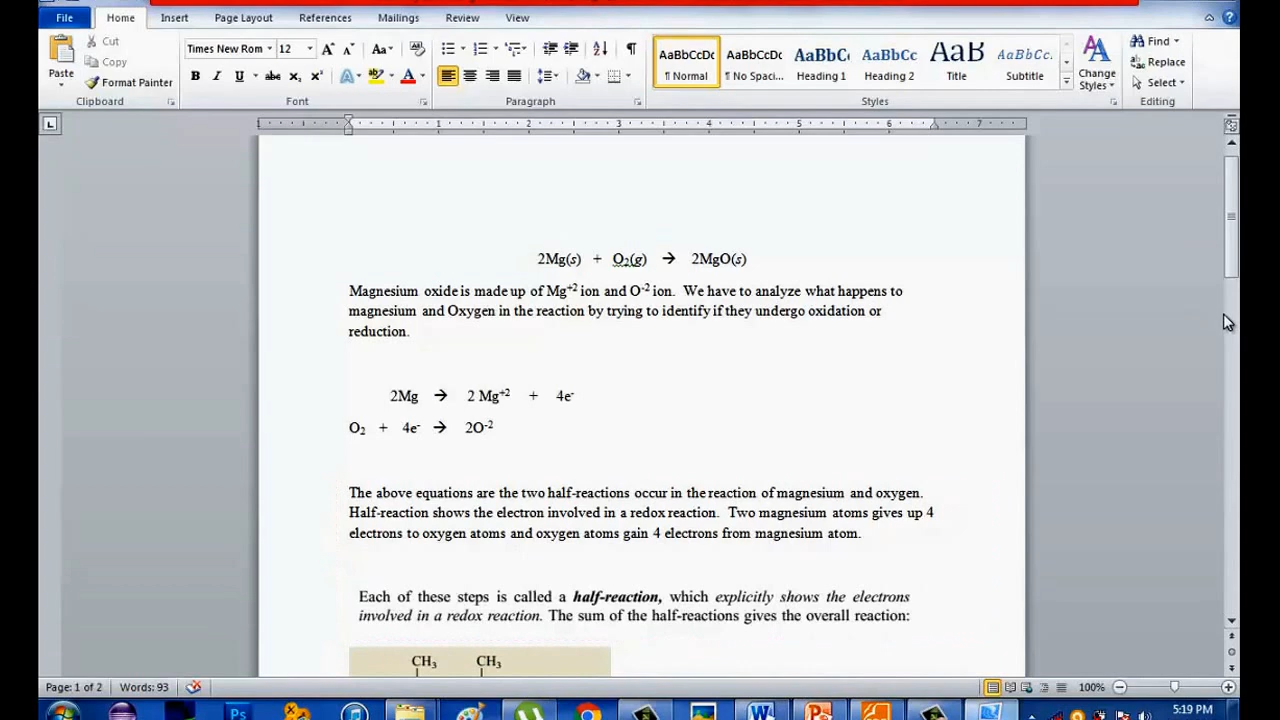 File Home Insert Page Layout References Mailings Review View
Cut
Copy
Paste
Format Painter
Clipboard
Times New Rom 12
Font
Paragraph
AaBbCcDc AaBbCcDc AaBbC AaBbCc AaB AaBbCc.
¶ Normal ¶ No Spaci... Heading 1 Heading 2 Title Subtitle
Change
Styles
Styles
Find
Replace
Select
Editing
1 2 3 4 5 6 7
2Mg(s) + O₂(g) → 2MgO(s)
Magnesium oxide is made up of Mg⁺² ion and O⁻² ion. We have to analyze what happens to
magnesium and Oxygen in the reaction by trying to identify if they undergo oxidation or
reduction.
2Mg → 2 Mg⁺² + 4e⁻
O₂ + 4e⁻ → 2O⁻²
The above equations are the two half-reactions occur in the reaction of magnesium and oxygen.
Half-reaction shows the electron involved in a redox reaction. Two magnesium atoms gives up 4
electrons to oxygen atoms and oxygen atoms gain 4 electrons from magnesium atom.
Each of these steps is called a half-reaction, which explicitly shows the electrons
involved in a redox reaction. The sum of the half-reactions gives the overall reaction:
CH₃ CH₃
Page: 1 of 2 Words: 93 100%
5:19 PM